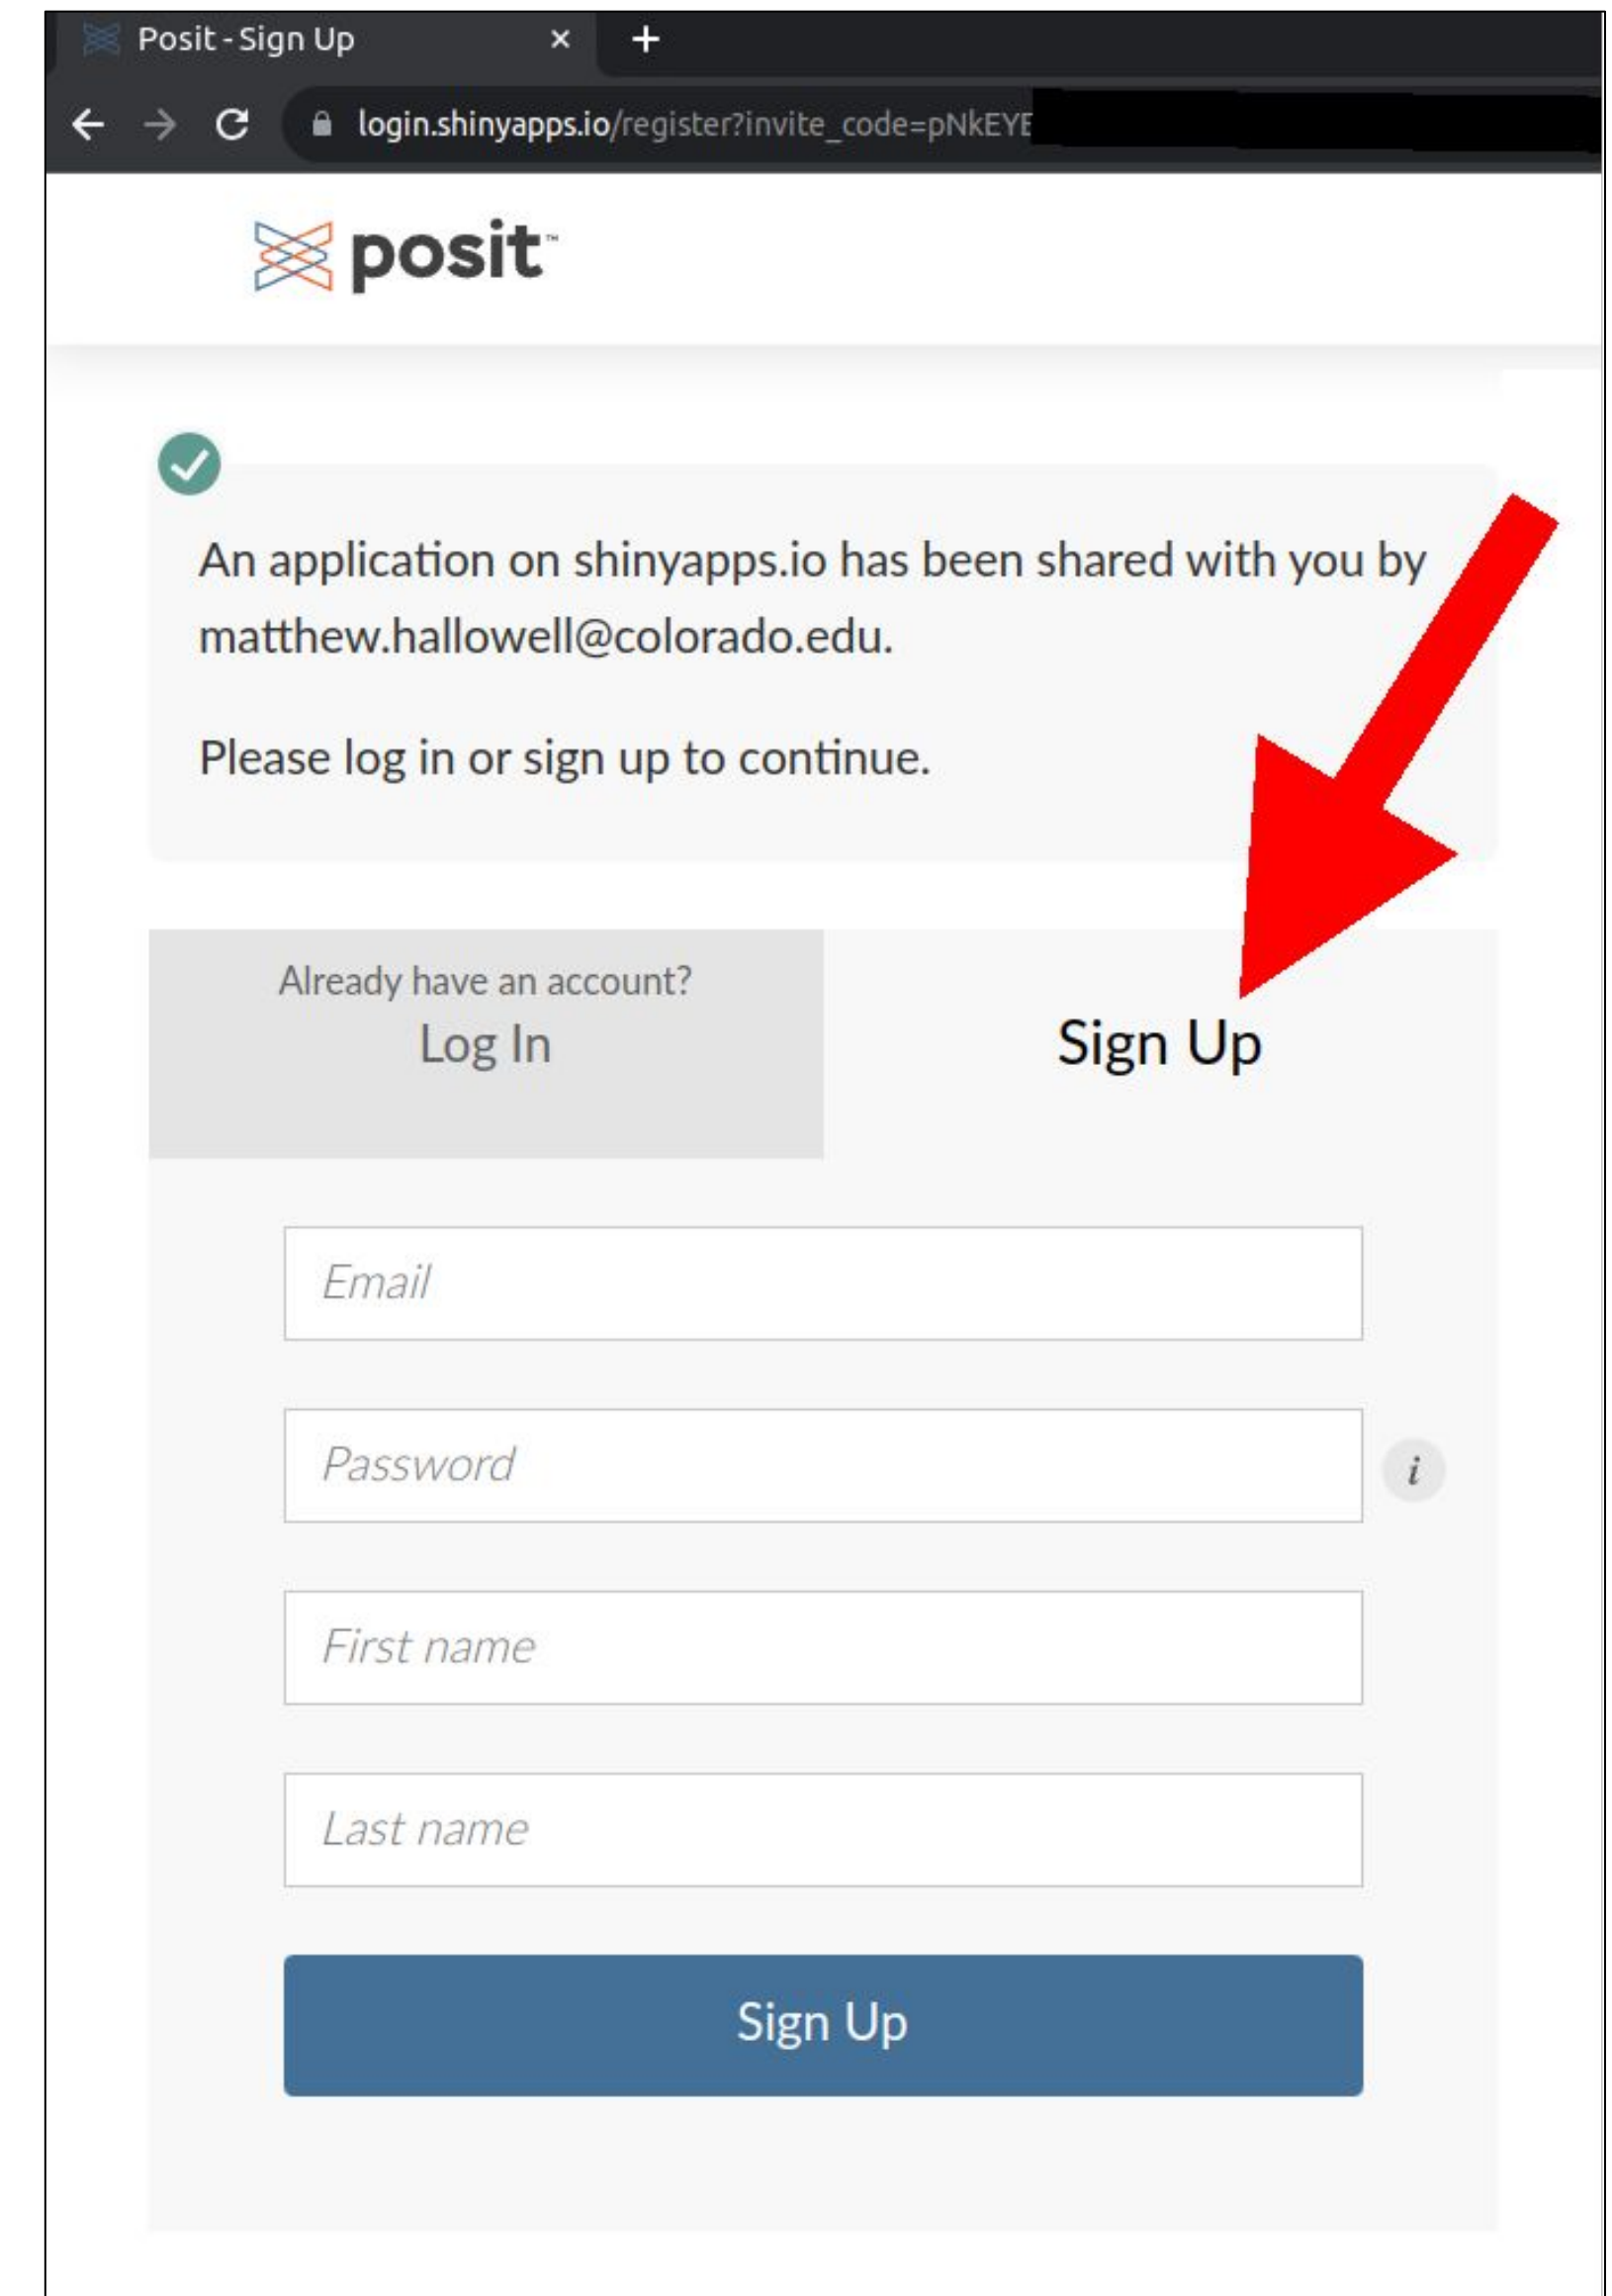 Posit - Sign Up
login.shinyapps.io/register?invite_code=pNkEYE
posit™
An application on shinyapps.io has been shared with you by
matthew.hallowell@colorado.edu.
Please log in or sign up to continue.
Already have an account?
Log In
Sign Up
Email
Password
i
First name
Last name
Sign Up